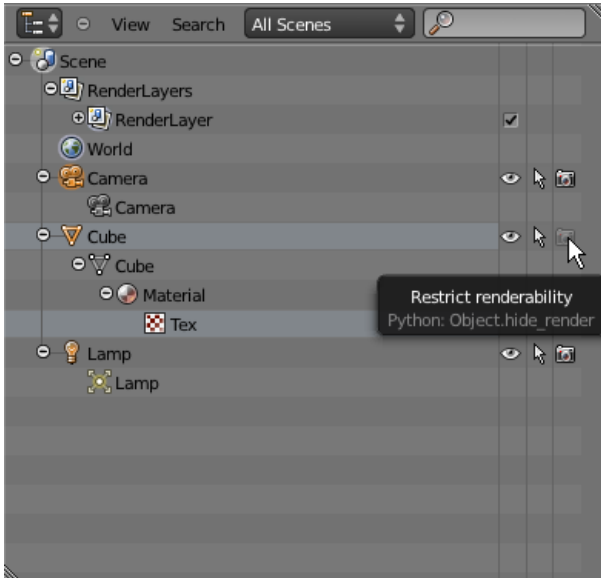 View Search All Scenes
Scene
RenderLayers
RenderLayer
World
Camera
Camera
Cube
Cube
Material
Restrict renderability
Python: Object.hide_render
Tex
Lamp
Lamp